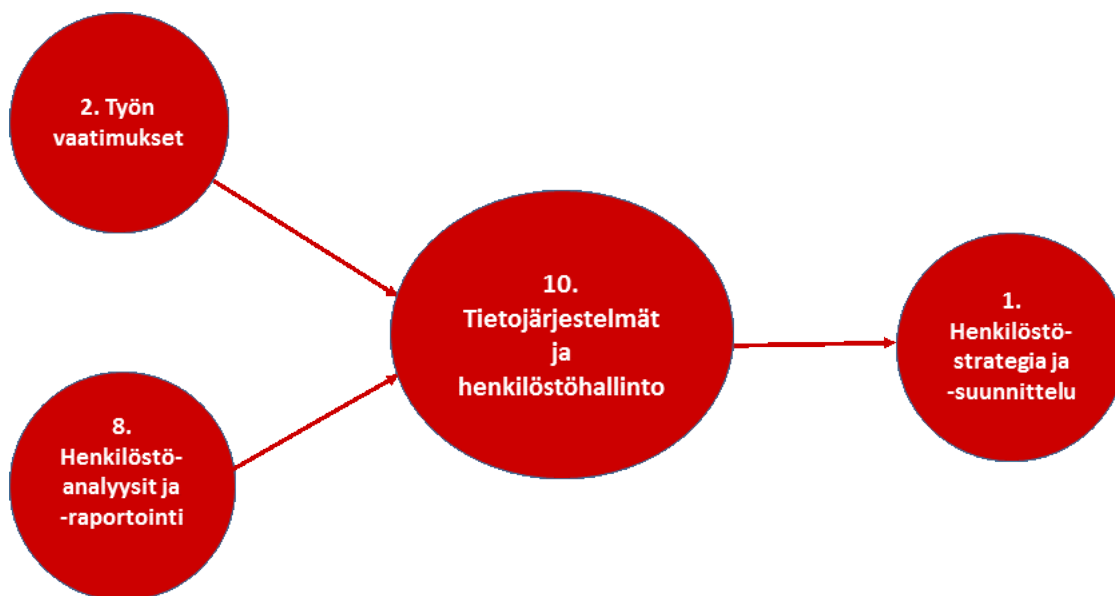 2. Työn
vaatimukset
8.
Henkilöstö-
analyysit ja
-raportointi
10.
Tietojärjestelmät
ja
henkilöstöhallinto
1.
Henkilöstö-
strategia ja
-suunnittelu